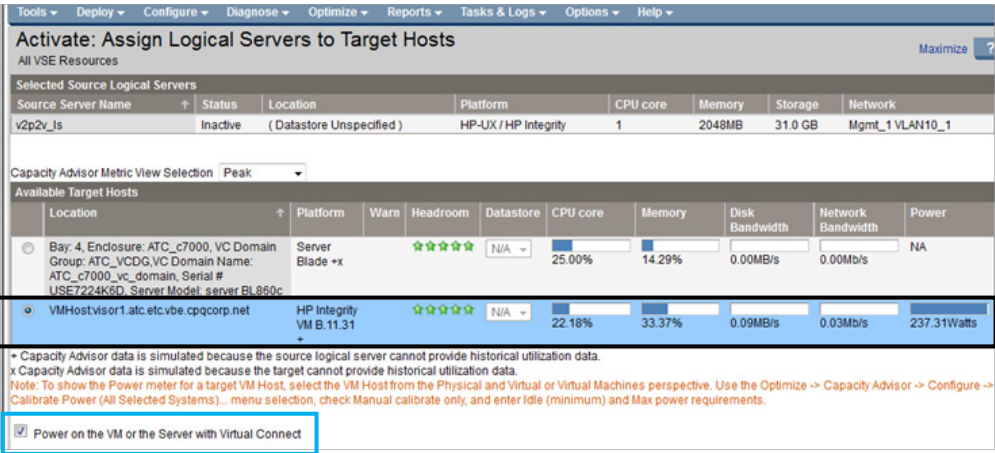 Tools Deploy Configure Diagnose Optimize Reports Tasks & Logs Options Help
Activate: Assign Logical Servers to Target Hosts
All VSE Resources
Maximize ?
Selected Source Logical Servers
Source Server Name Status Location Platform CPU core Memory Storage Network
v2p2v_ls Inactive ( Datastore Unspecified ) HP-UX / HP Integrity 1 2048MB 31.0 GB Mgmt_1 VLAN10_1
Capacity Advisor Metric View Selection Peak
Available Target Hosts
Location Platform Warn Headroom Datastore CPU core Memory Disk Bandwidth Network Bandwidth Power
Bay: 4, Enclosure: ATC_c7000, VC Domain
Group: ATC_VCDG,VC Domain Name:
ATC_c7000_vc_domain, Serial #
USE7224K6D, Server Model: server BL860c
Server
Blade +x
N/A
25.00% 14.29% 0.00MB/s 0.00Mb/s NA
VMHost:visor1.atc.etc.vbe.cpqcorp.net
HP Integrity
VM B.11.31
+
N/A
22.18% 33.37% 0.09MB/s 0.03Mb/s 237.31Watts
+ Capacity Advisor data is simulated because the source logical server cannot provide historical utilization data.
x Capacity Advisor data is simulated because the target cannot provide historical utilization data.
Note: To show the Power meter for a target VM Host, select the VM Host from the Physical and Virtual or Virtual Machines perspective. Use the Optimize -> Capacity Advisor -> Configure ->
Calibrate Power (All Selected Systems)... menu selection, check Manual calibrate only, and enter Idle (minimum) and Max power requirements.
Power on the VM or the Server with Virtual Connect